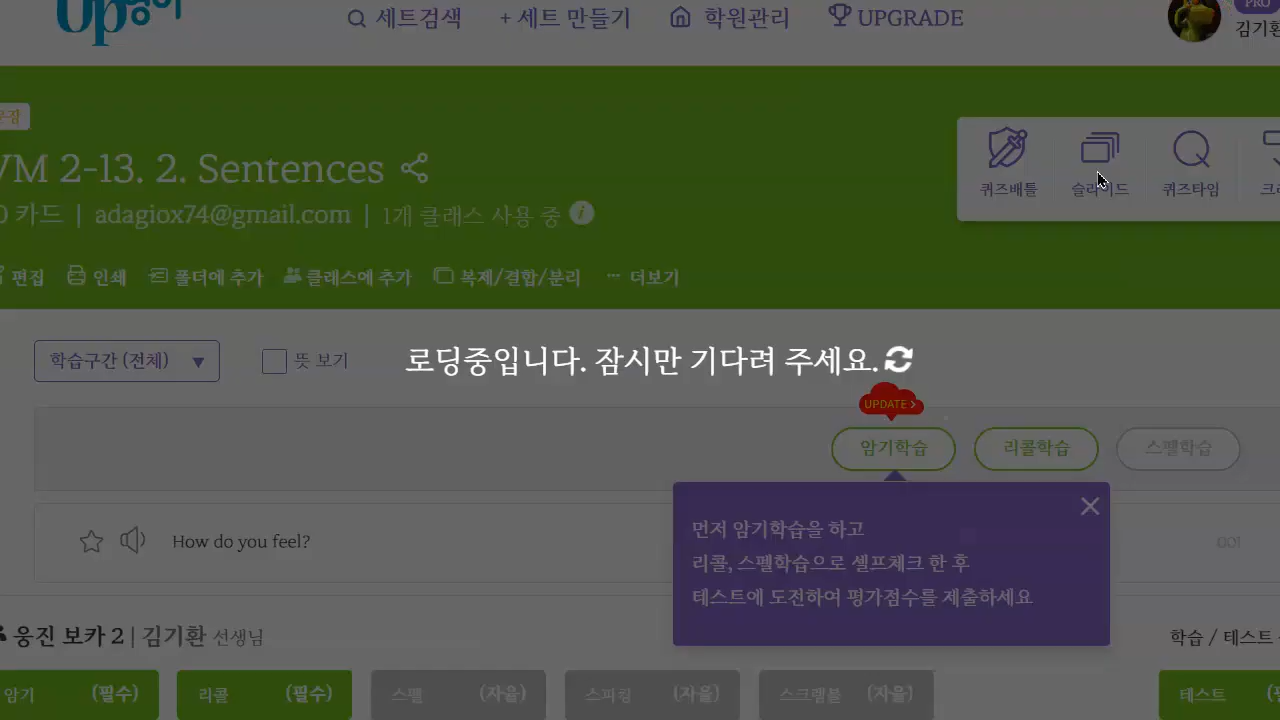 세트검색 + 세트 만들기 학원관리 UPGRADE
PRO
VM 2-13. 2. Sentences
카드 | adagiox74@gmail.com | 1개 클래스 사용 중
퀴즈배틀 슬라이드 퀴즈타임
편집 인쇄 폴더에 추가 클래스에 추가 복제/결합/분리 ··· 더보기
학습구간 (전체) ▼ 뜻 보기
로딩중입니다. 잠시만 기다려 주세요.
UPDATE >
암기학습 리콜학습 스펠학습
How do you feel?
먼저 암기학습을 하고
리콜, 스펠학습으로 셀프체크 한 후
테스트에 도전하여 평가점수를 제출하세요
웅진 보카 2 | 김기환 선생님
학습 / 테스트
암기 (필수) 리콜 (필수) 스펠 (자율) 스피킹 (자율) 스크램블 (자율) 테스트